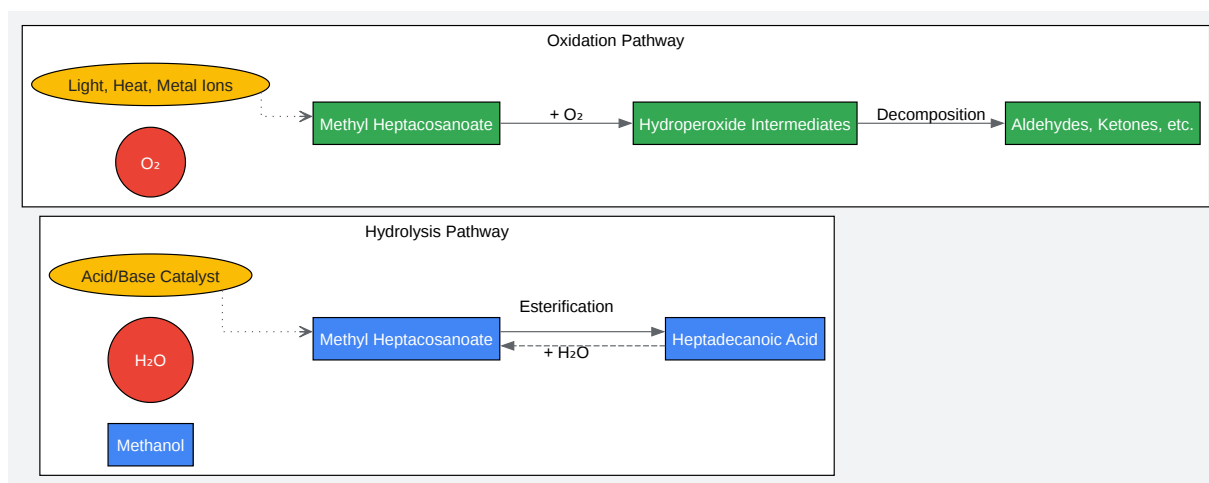 Oxidation Pathway
Light, Heat, Metal Ions
O₂
Methyl Heptacosanoate
+ O₂
Hydroperoxide Intermediates
Decomposition
Aldehydes, Ketones, etc.
Hydrolysis Pathway
Acid/Base Catalyst
H₂O
Methanol
Methyl Heptacosanoate
Esterification
+ H₂O
Heptadecanoic Acid